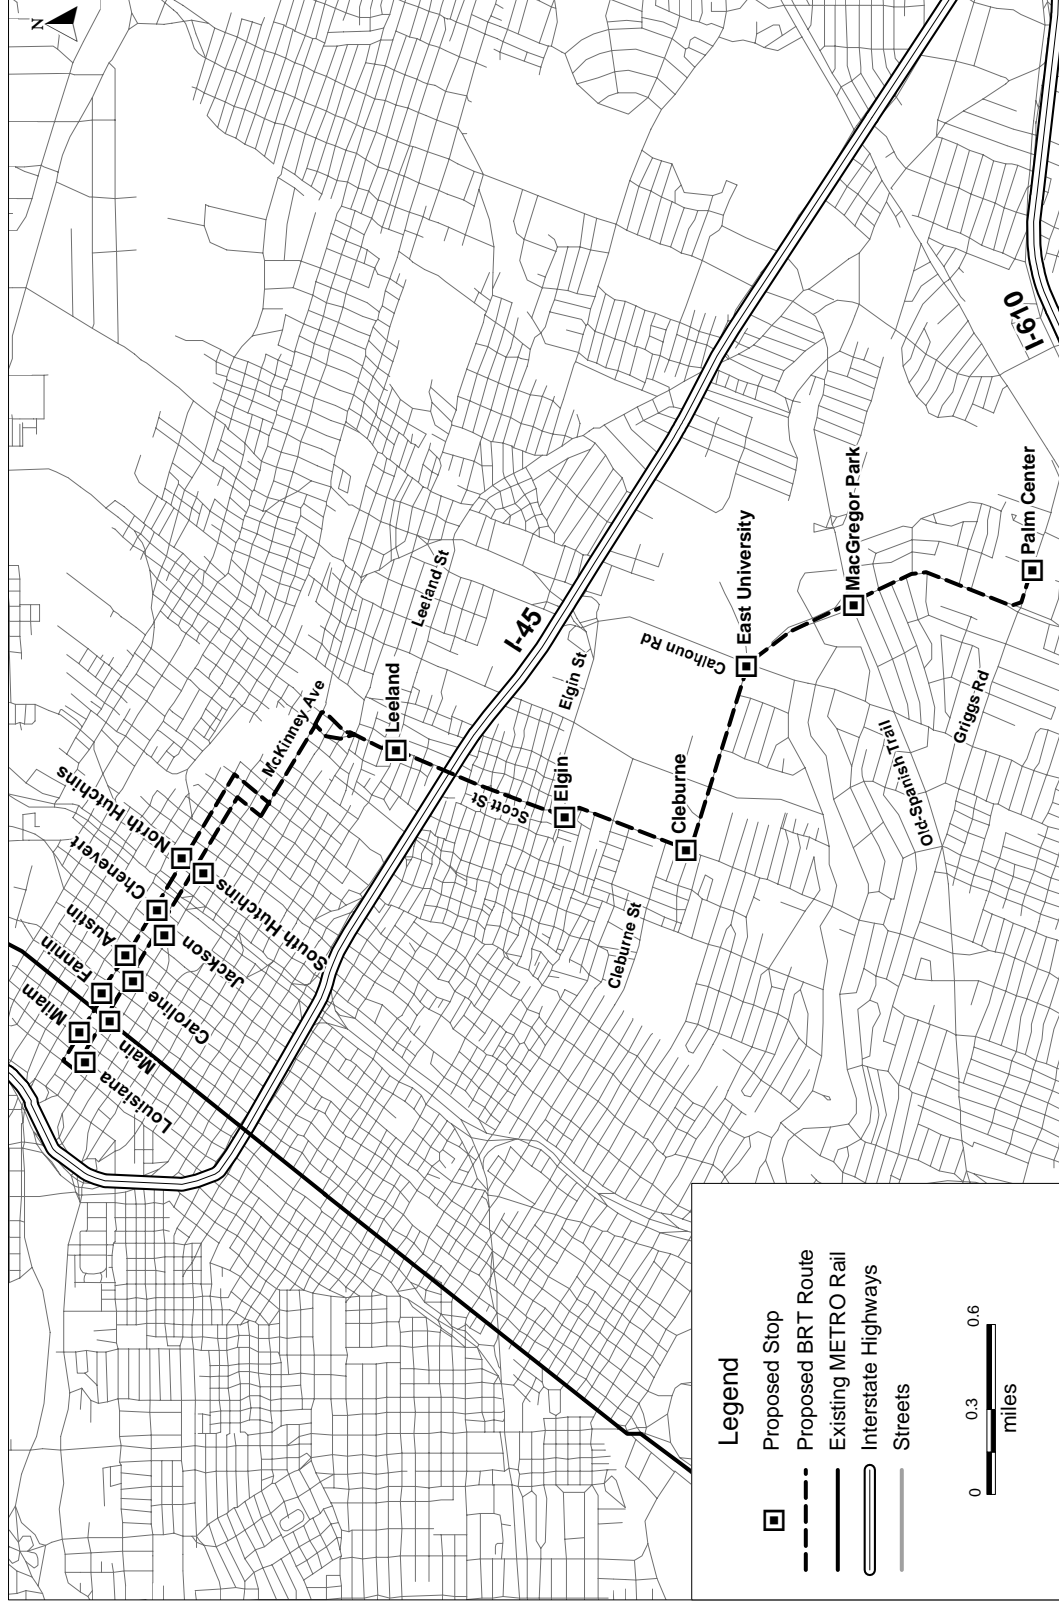 N
Louisiana
Milam
Main
Fannin
Caroline
Austin
Jackson
Chenevert
South Hutchins
North Hutchins
McKinney Ave
Leeland
Leeland St
I-45
Scott St
Elgin
Elgin St
Cleburne
Cleburne St
Calhoun Rd
East University
MacGregor Park
Old Spanish Trail
Griggs Rd
Palm Center
I-610
Legend
Proposed Stop
Proposed BRT Route
Existing METRO Rail
Interstate Highways
Streets
0 0.3 0.6
miles